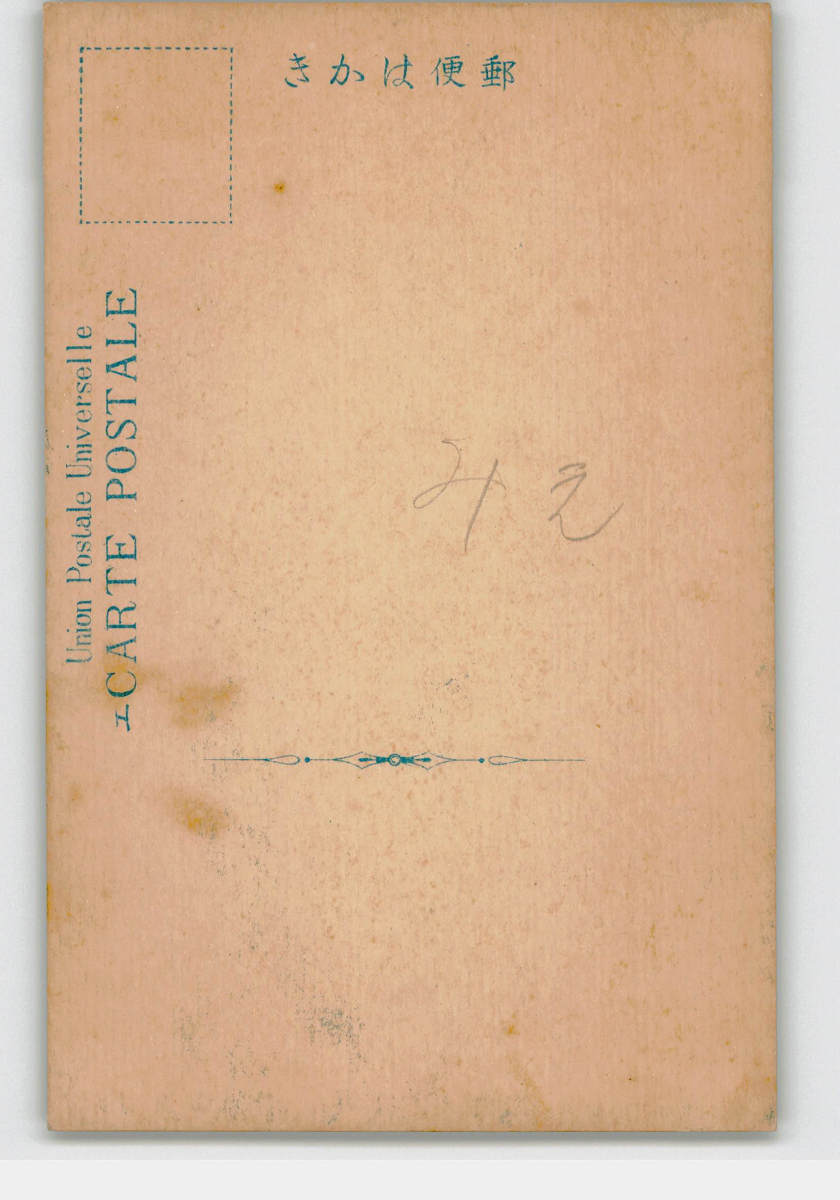 郵便はかき
Union Postale Universelle
CARTE POSTALE
みえ